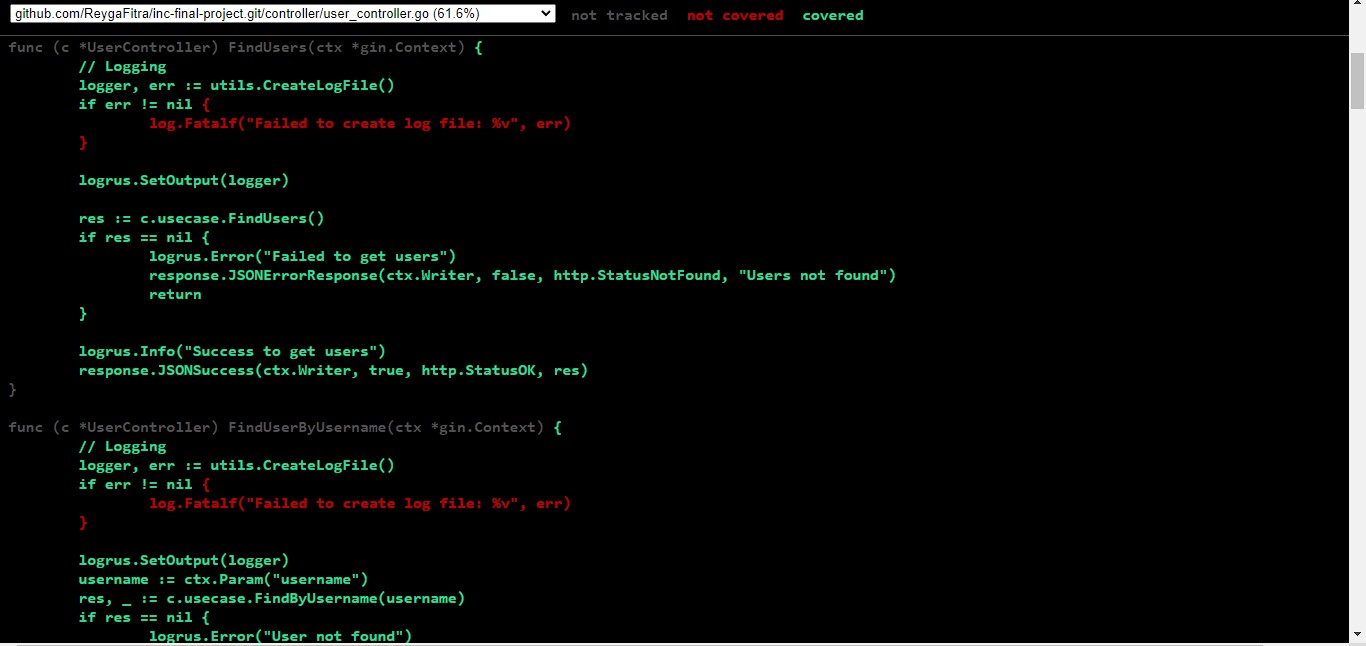 github.com/ReygaFitra/inc-final-project.git/controller/user_controller.go (61.6%) not tracked not covered covered
func (c *UserController) FindUsers(ctx *gin.Context) {
// Logging
logger, err := utils.CreateLogFile()
if err != nil {
log.Fatalf("Failed to create log file: %v", err)
}
logrus.SetOutput(logger)
res := c.usecase.FindUsers()
if res == nil {
logrus.Error("Failed to get users")
response.JSONErrorResponse(ctx.Writer, false, http.StatusNotFound, "Users not found")
return
}
logrus.Info("Success to get users")
response.JSONSuccess(ctx.Writer, true, http.StatusOK, res)
}
func (c *UserController) FindUserByUsername(ctx *gin.Context) {
// Logging
logger, err := utils.CreateLogFile()
if err != nil {
log.Fatalf("Failed to create log file: %v", err)
}
logrus.SetOutput(logger)
username := ctx.Param("username")
res, _ := c.usecase.FindByUsername(username)
if res == nil {
logrus.Error("User not found")